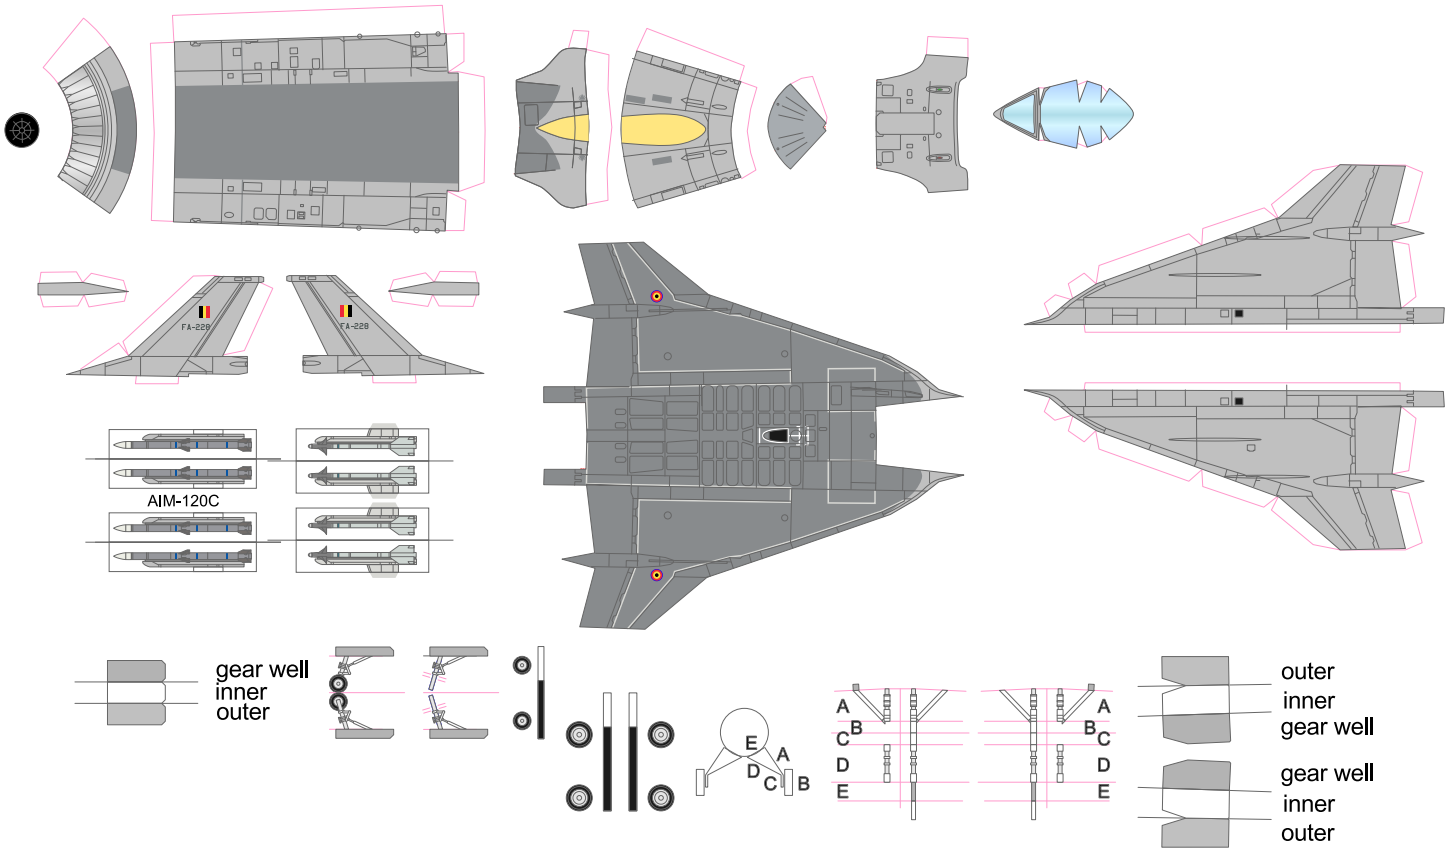 FA-228
FA-228
AIM-120C
gear well
inner
outer
E
A
D
C
B
A
B
C
D
E
A
B
C
D
E
outer
inner
gear well
gear well
inner
outer